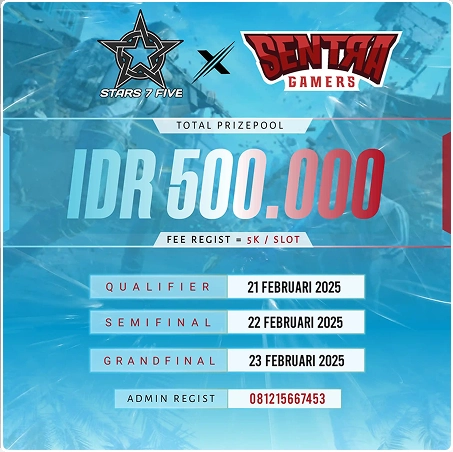 STARS 7 FIVE
X
SENTRA
GAMERS
TOTAL PRIZEPOOL
IDR 500.000
FEE REGIST = 5K / SLOT
QUALIFIER 21 FEBRUARI 2025
SEMIFINAL 22 FEBRUARI 2025
GRANDFINAL 23 FEBRUARI 2025
ADMIN REGIST 081215667453